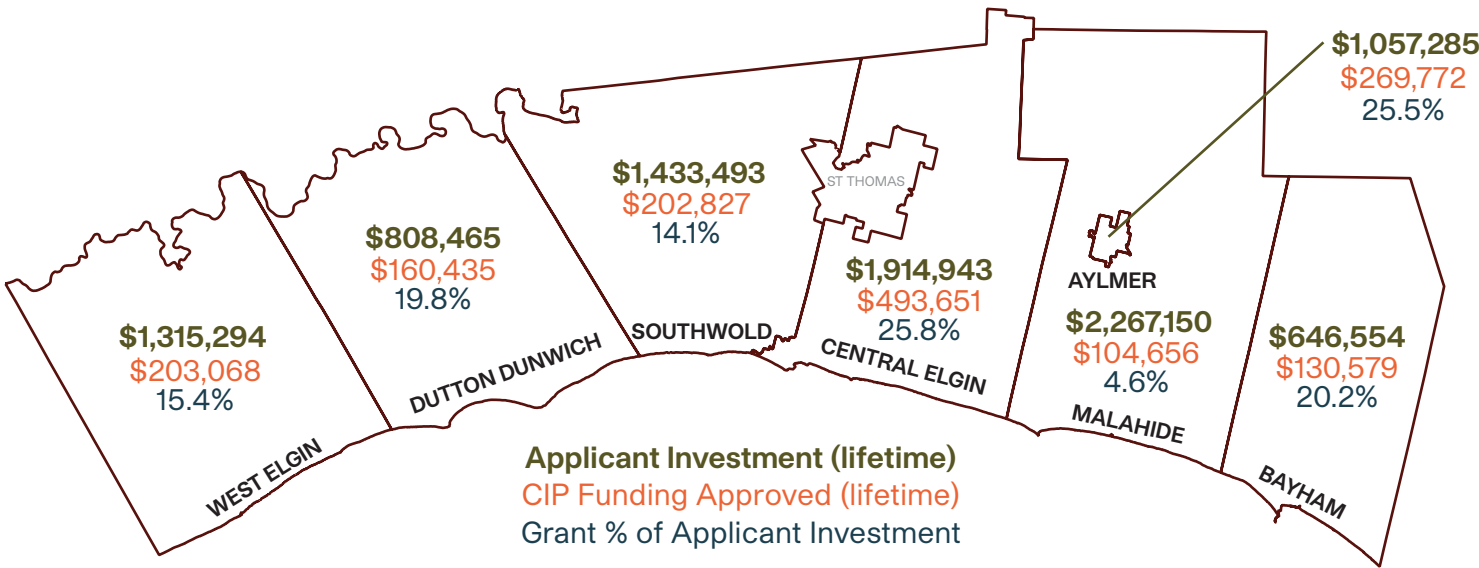 $1,057,285
$269,772
25.5%
$1,433,493
$202,827
14.1%
ST THOMAS
$808,465
$160,435
19.8%
$1,914,943
$493,651
25.8%
AYLMER
$2,267,150
$104,656
4.6%
$646,554
$130,579
20.2%
$1,315,294
$203,068
15.4%
WEST ELGIN
DUTTON DUNWICH
SOUTHWOLD
CENTRAL ELGIN
MALAHIDE
BAYHAM
Applicant Investment (lifetime)
CIP Funding Approved (lifetime)
Grant % of Applicant Investment